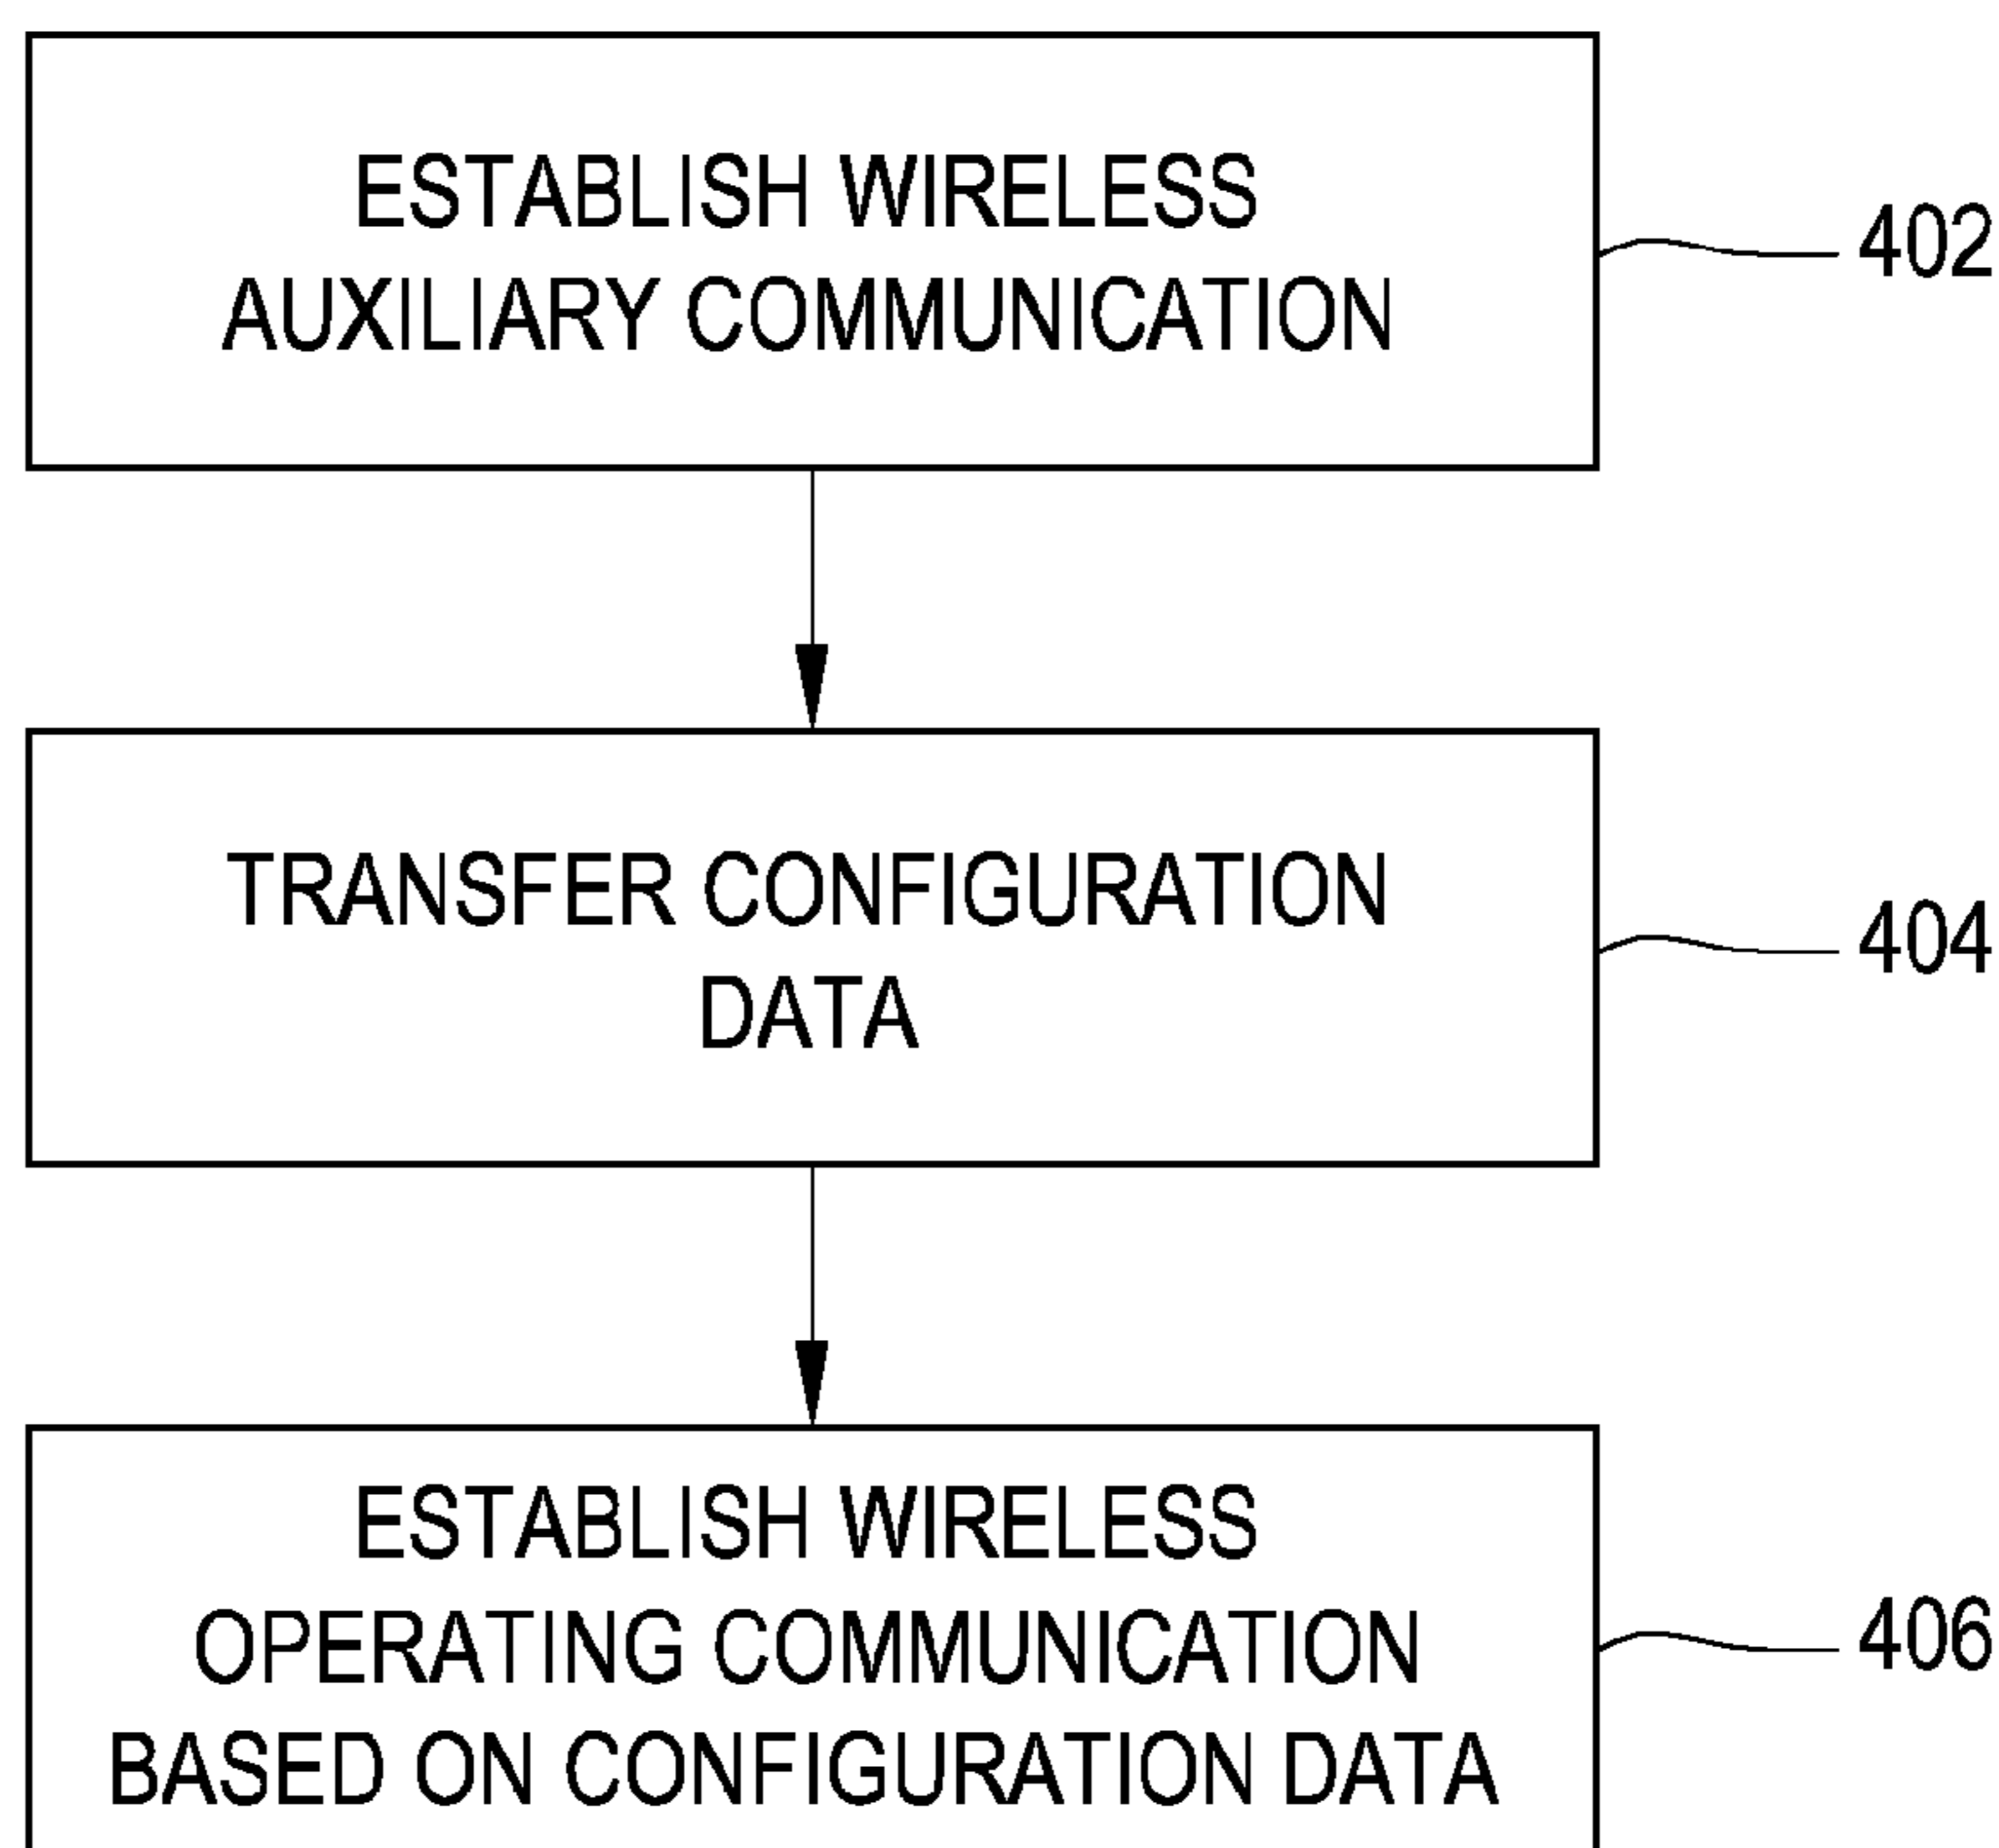 ESTABLISH WIRELESS
AUXILIARY COMMUNICATION
402
TRANSFER CONFIGURATION
DATA
404
ESTABLISH WIRELESS
OPERATING COMMUNICATION
BASED ON CONFIGURATION DATA
406